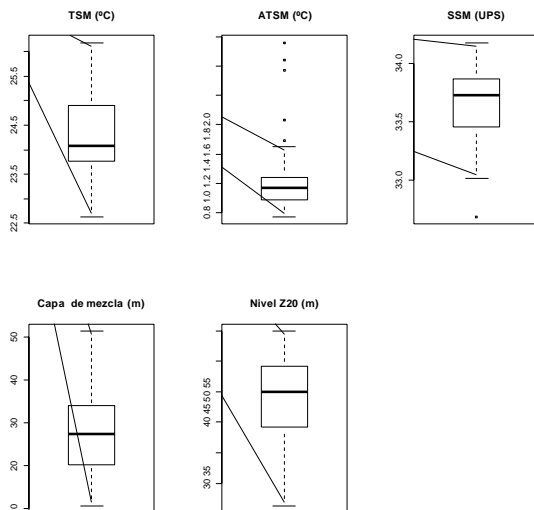 TSM (ºC)
ATSM (ºC)
SSM (UPS)
22.5 23.5 24.5 25.5
0.8 1.0 1.2 1.4 1.6 1.8 2.0
33.0 33.5 34.0
Capa de mezcla (m)
Nivel Z20 (m)
0 20 30 40 50
30 35 40 45 50 55